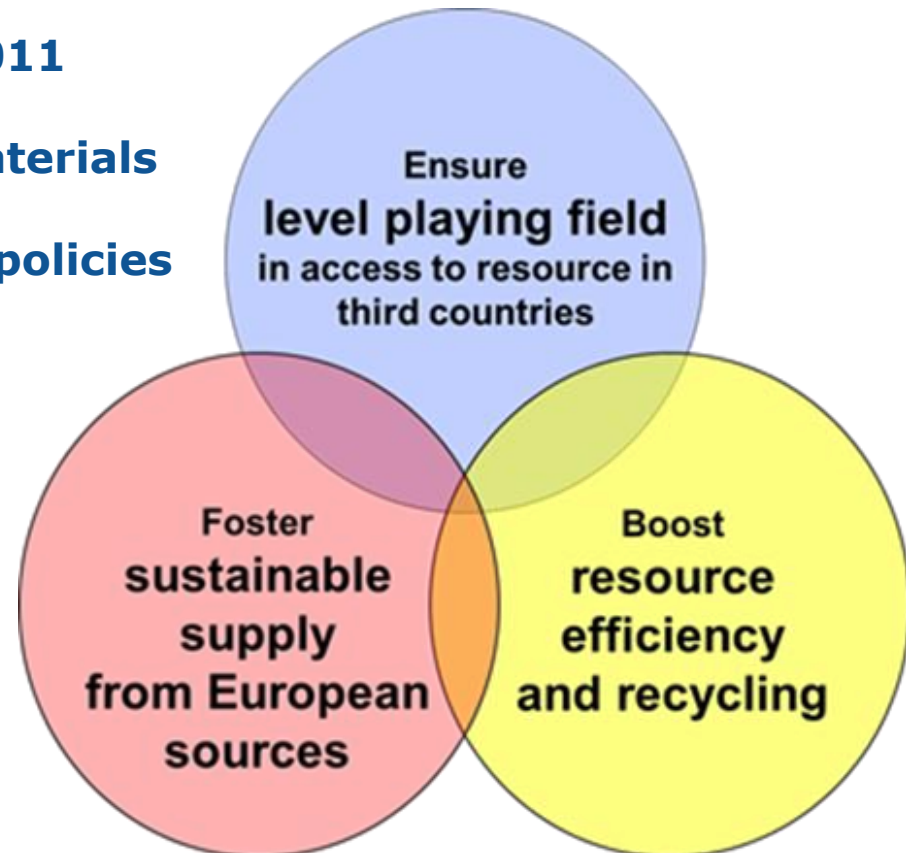 011
aterials
policies
Ensure
level playing field
in access to resource in
third countries
Foster
sustainable
supply
from European
sources
Boost
resource
efficiency
and recycling